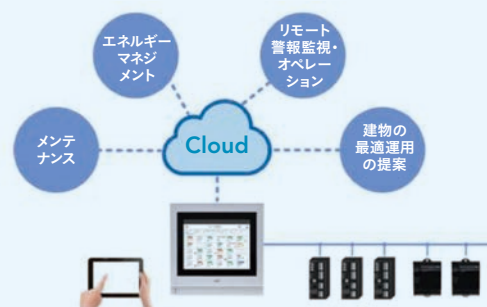 エネルギー
マネジ
メント
リモート
警報監視・
オペレー
ション
メンテ
ナンス
Cloud
建物の
最適運用
の提案